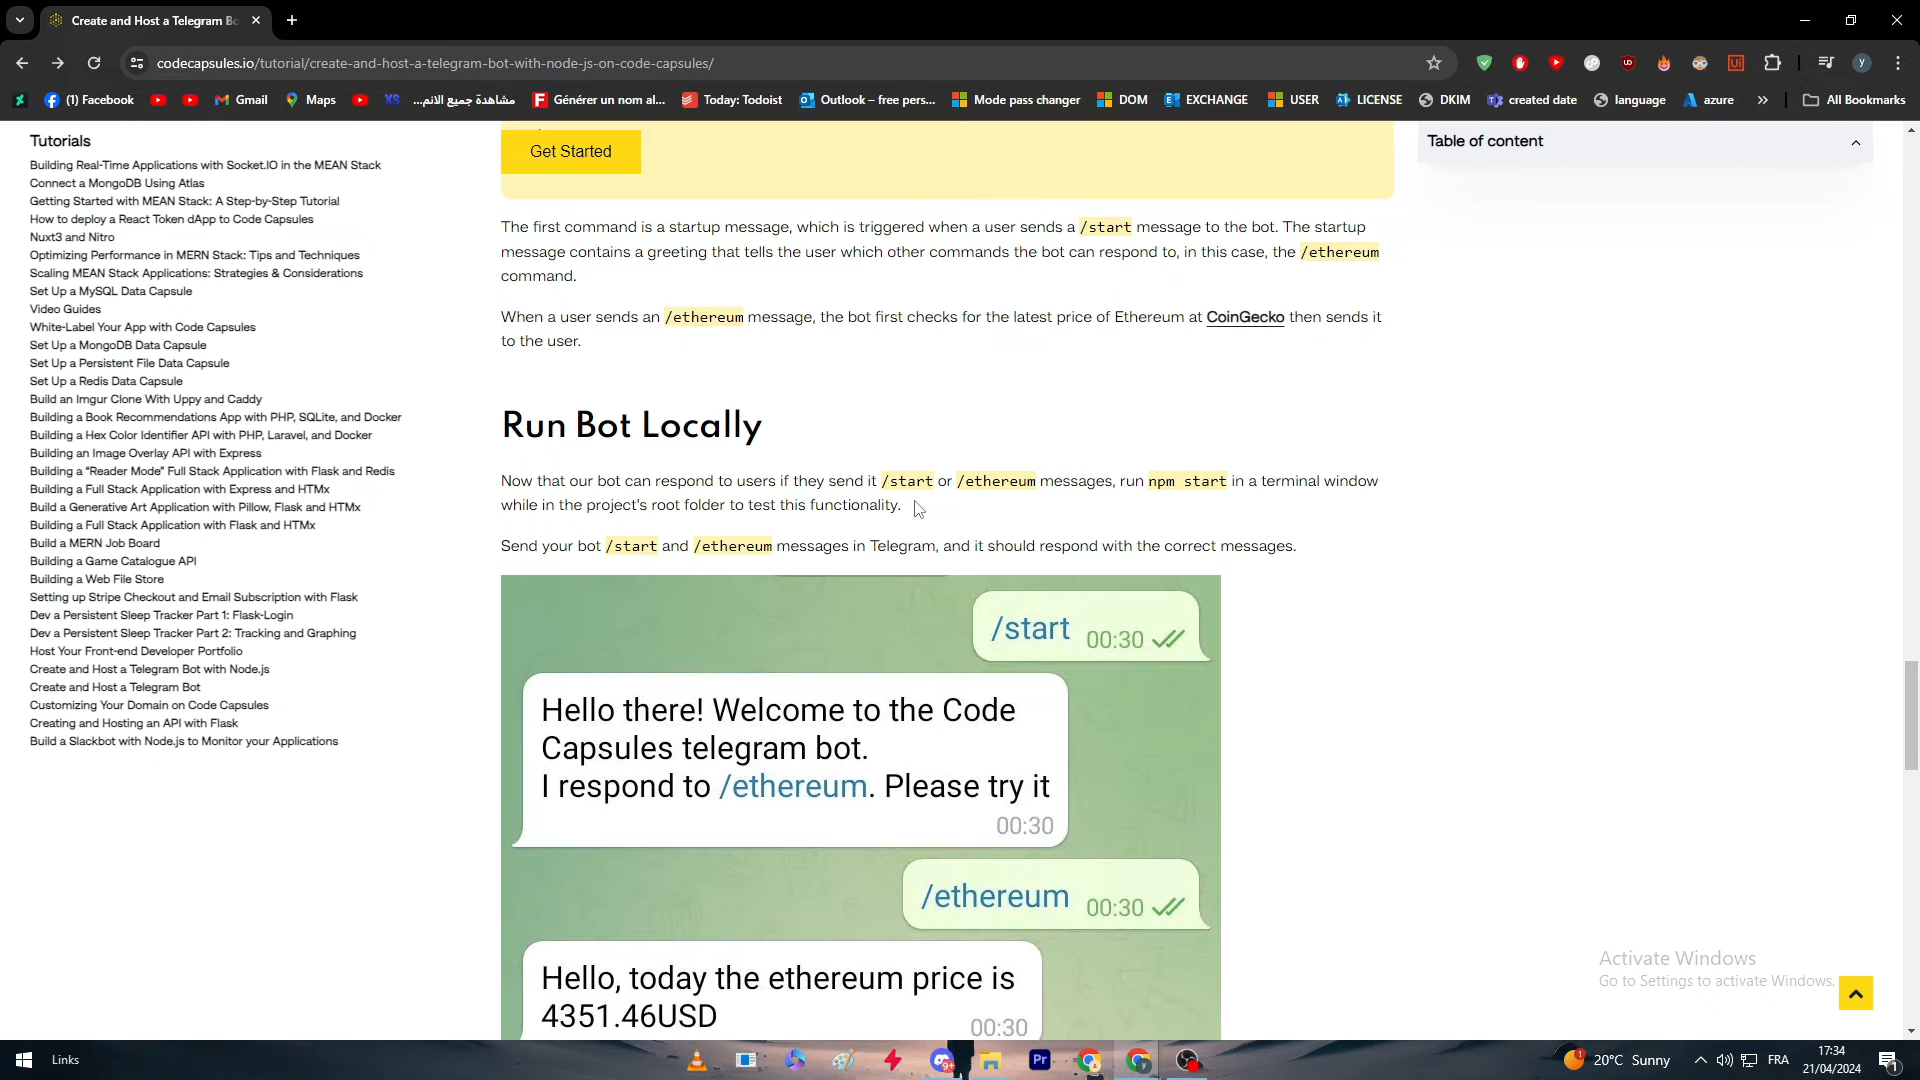 Create and Host a Telegram Bo
codecapsules.io/tutorial/create-and-host-a-telegram-bot-with-node-js-on-code-capsules/
(1) Facebook
Gmail
Maps
مشاهدة جميع الانم...
Générer un nom al...
Today: Todoist
Outlook – free pers...
Mode pass changer
DOM
EXCHANGE
USER
LICENSE
DKIM
created date
language
azure
»
All Bookmarks
Tutorials
Building Real-Time Applications with Socket.IO in the MEAN Stack
Connect a MongoDB Using Atlas
Getting Started with MEAN Stack: A Step-by-Step Tutorial
How to deploy a React Token dApp to Code Capsules
Nuxt3 and Nitro
Optimizing Performance in MERN Stack: Tips and Techniques
Scaling MEAN Stack Applications: Strategies & Considerations
Set Up a MySQL Data Capsule
Video Guides
White-Label Your App with Code Capsules
Set Up a MongoDB Data Capsule
Set Up a Persistent File Data Capsule
Set Up a Redis Data Capsule
Build an Imgur Clone With Uppy and Caddy
Building a Book Recommendations App with PHP, SQLite, and Docker
Building a Hex Color Identifier API with PHP, Laravel, and Docker
Building an Image Overlay API with Express
Building a “Reader Mode” Full Stack Application with Flask and Redis
Building a Full Stack Application with Express and HTMx
Build a Generative Art Application with Pillow, Flask and HTMx
Building a Full Stack Application with Flask and HTMx
Build a MERN Job Board
Building a Game Catalogue API
Building a Web File Store
Setting up Stripe Checkout and Email Subscription with Flask
Dev a Persistent Sleep Tracker Part 1: Flask-Login
Dev a Persistent Sleep Tracker Part 2: Tracking and Graphing
Host Your Front-end Developer Portfolio
Create and Host a Telegram Bot with Node.js
Create and Host a Telegram Bot
Customizing Your Domain on Code Capsules
Creating and Hosting an API with Flask
Build a Slackbot with Node.js to Monitor your Applications
Get Started
The first command is a startup message, which is triggered when a user sends a /start message to the bot. The startup
message contains a greeting that tells the user which other commands the bot can respond to, in this case, the /ethereum
command.
When a user sends an /ethereum message, the bot first checks for the latest price of Ethereum at CoinGecko then sends it
to the user.
Run Bot Locally
Now that our bot can respond to users if they send it /start or /ethereum messages, run npm start in a terminal window
while in the project's root folder to test this functionality.
Send your bot /start and /ethereum messages in Telegram, and it should respond with the correct messages.
/start 00:30
Hello there! Welcome to the Code
Capsules telegram bot.
I respond to /ethereum. Please try it
00:30
/ethereum 00:30
Hello, today the ethereum price is
4351.46USD
00:30
Table of content
Activate Windows
Go to Settings to activate Windows.
Links
20°C Sunny
FRA
17:34
21/04/2024